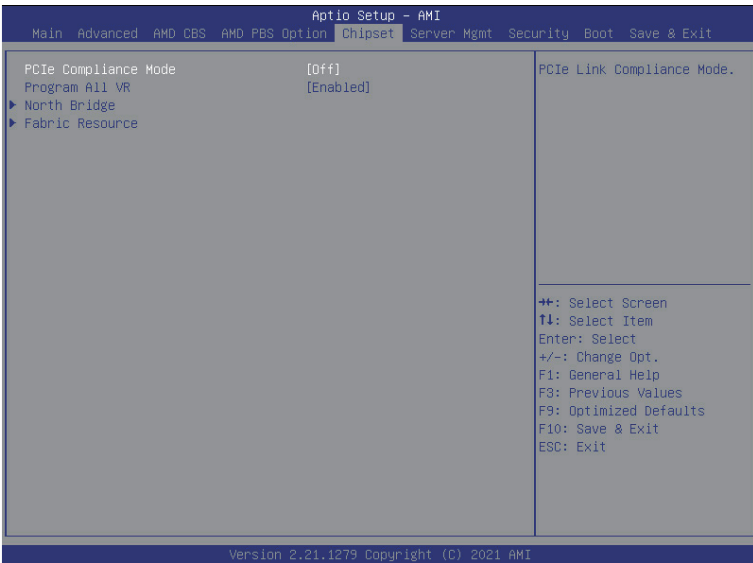 Aptio Setup – AMI
Main Advanced AMD CBS AMD PBS Option Chipset Server Mgmt Security Boot Save & Exit
PCIe Compliance Mode [Off]
Program All VR [Enabled]
North Bridge
Fabric Resource
PCIe Link Compliance Mode.
→←: Select Screen
↑↓: Select Item
Enter: Select
+/-: Change Opt.
F1: General Help
F3: Previous Values
F9: Optimized Defaults
F10: Save & Exit
ESC: Exit
Version 2.21.1279 Copyright (C) 2021 AMI